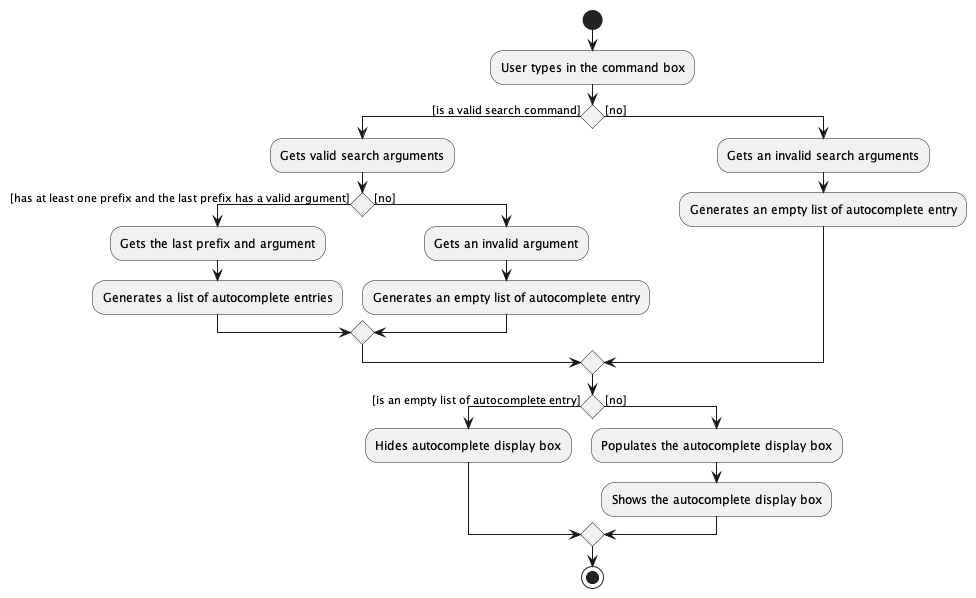 User types in the command box
[is a valid search command]
[no]
Gets valid search arguments
Gets an invalid search arguments
[has at least one prefix and the last prefix has a valid argument]
[no]
Generates an empty list of autocomplete entry
Gets the last prefix and argument
Gets an invalid argument
Generates a list of autocomplete entries
Generates an empty list of autocomplete entry
[is an empty list of autocomplete entry]
[no]
Hides autocomplete display box
Populates the autocomplete display box
Shows the autocomplete display box